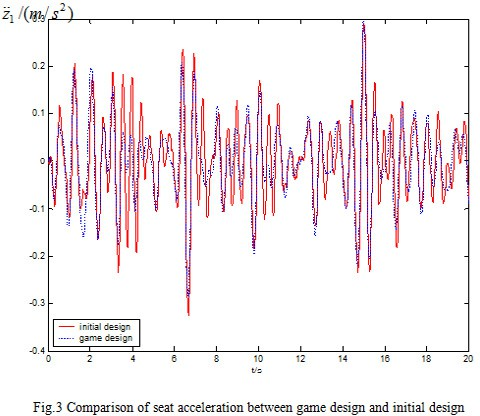 z̈₁ /(m/s²)
0.3
0.2
0.1
0
-0.1
-0.2
-0.3
-0.4
0 2 4 6 8 10 12 14 16 18 20
t/s
initial design
game design
Fig.3 Comparison of seat acceleration between game design and initial design